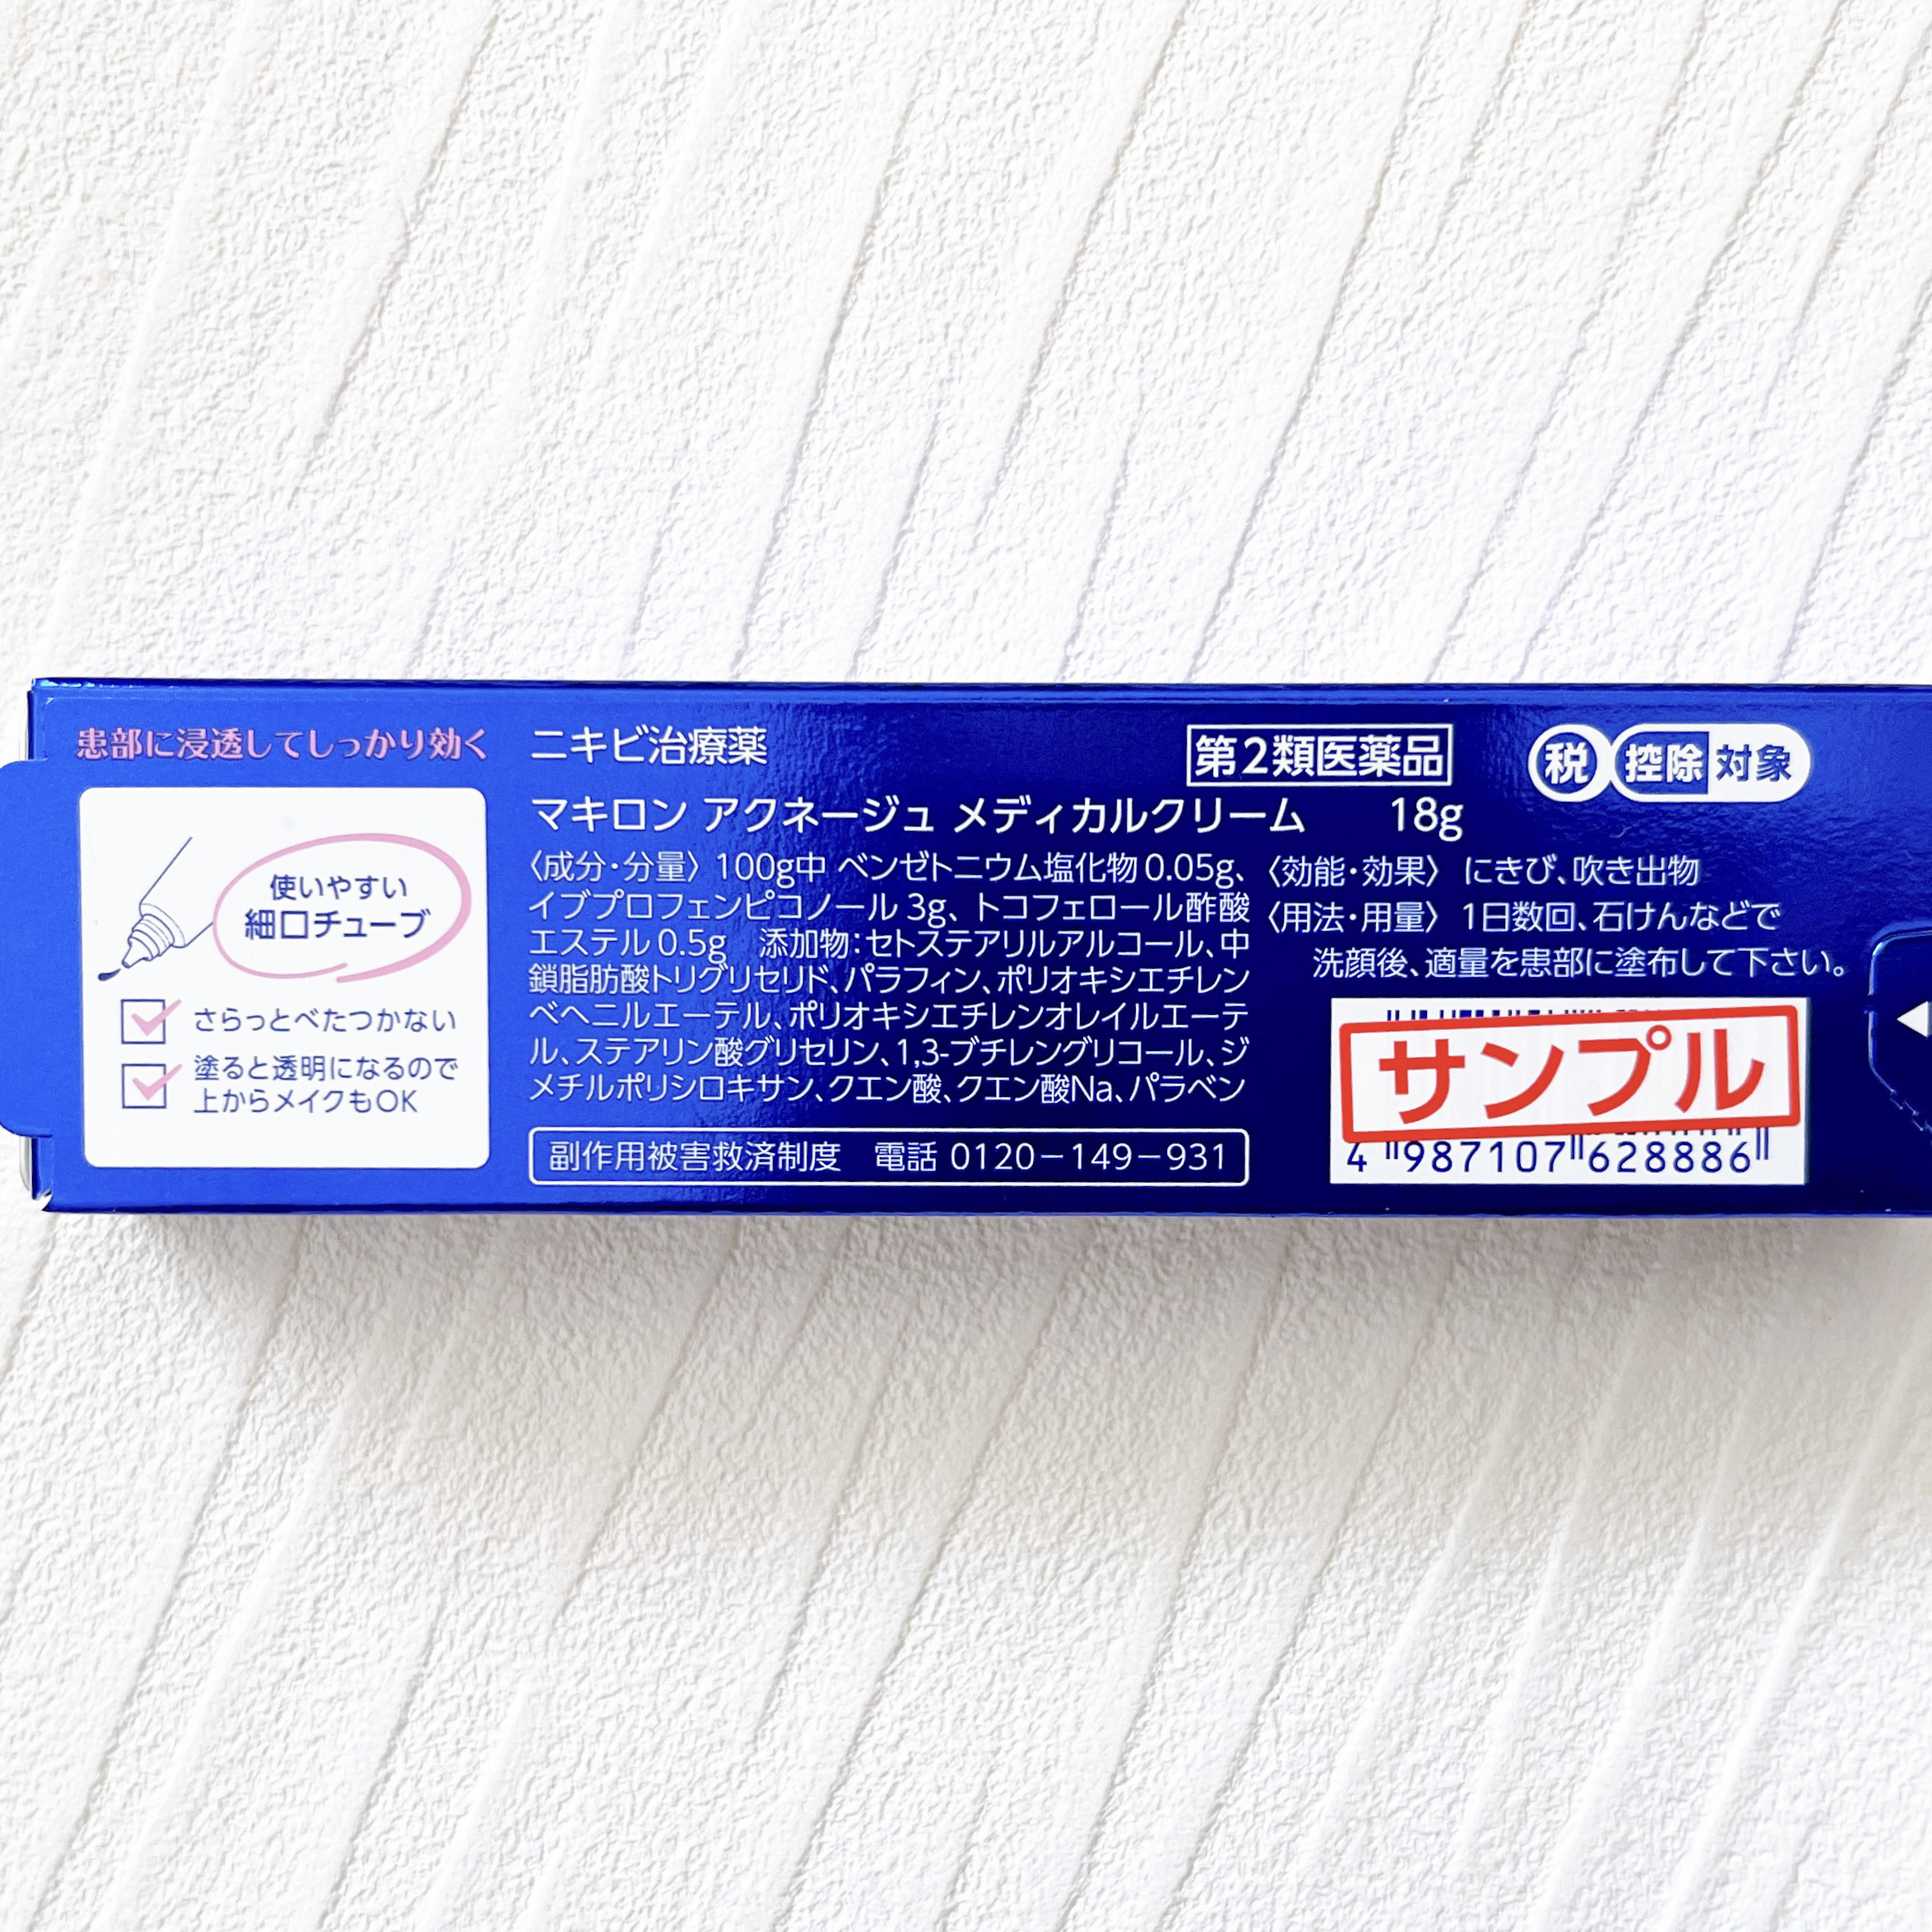 患部に浸透してしっかり効く
使いやすい
細口チューブ
さらっとべたつかない
塗ると透明になるので
上からメイクもOK
ニキビ治療薬
第2類医薬品
税 控除対象
マキロン アクネージュ メディカルクリーム 18g
〈成分・分量〉100g中 ベンゼトニウム塩化物0.05g、
イブプロフェンピコノール3g、トコフェロール酢酸
エステル0.5g 添加物:セトステアリルアルコール、中
鎖脂肪酸トリグリセリド、パラフィン、ポリオキシエチレン
ベヘニルエーテル、ポリオキシエチレンオレイルエーテ
ル、ステアリン酸グリセリン、1,3-ブチレングリコール、ジ
メチルポリシロキサン、クエン酸、クエン酸Na、パラベン
副作用被害救済制度 電話 0120-149-931
〈効能・効果〉にきび、吹き出物
〈用法・用量〉1日数回、石けんなどで
洗顔後、適量を患部に塗布して下さい。
サンプル
4 987107 628886